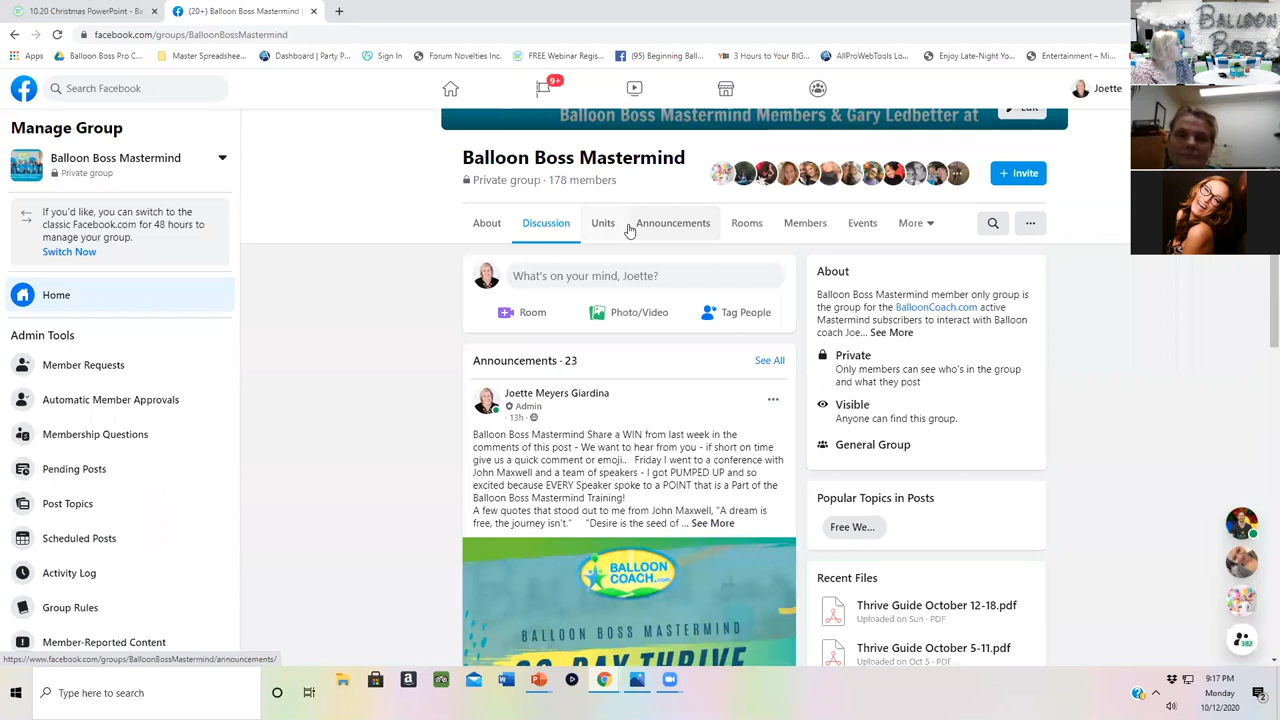 10.20 Christmas PowerPoint - Ba
(20+) Balloon Boss Mastermind |
facebook.com/groups/BalloonBossMastermind
Apps
Balloon Boss Pro C...
Master Spreadshee...
Dashboard | Party P...
Sign In
Forum Novelties Inc.
FREE Webinar Regis...
(95) Beginning Ball...
3 Hours to Your BIG...
AllProWebTools Lo...
Enjoy Late-Night Yo...
Entertainment – Mi...
BALLOON
BOSS
Search Facebook
9+
Joette
Manage Group
Balloon Boss Mastermind
Private group
If you'd like, you can switch to the
classic Facebook.com for 48 hours to
manage your group.
Switch Now
Home
Admin Tools
Member Requests
Automatic Member Approvals
Membership Questions
Pending Posts
Post Topics
Scheduled Posts
Activity Log
Group Rules
Member-Reported Content
https://www.facebook.com/groups/BalloonBossMastermind/announcements/
Balloon Boss Mastermind Members & Gary Ledbetter at
Edit
Balloon Boss Mastermind
Private group · 178 members
+ Invite
About
Discussion
Units
Announcements
Rooms
Members
Events
More
What's on your mind, Joette?
Room
Photo/Video
Tag People
Announcements · 23
See All
Joette Meyers Giardina
Admin
· 13h ·
Balloon Boss Mastermind Share a WIN from last week in the
comments of this post - We want to hear from you - if short on time
give us a quick comment or emoji.. Friday I went to a conference with
John Maxwell and a team of speakers - I got PUMPED UP and so
excited because EVERY Speaker spoke to a POINT that is a Part of the
Balloon Boss Mastermind Training!
A few quotes that stood out to me from John Maxwell, "A dream is
free, the journey isn't." "Desire is the seed of ... See More
BALLOON
COACH.com
BALLOON BOSS MASTERMIND
90-DAY THRIVE
About
Balloon Boss Mastermind member only group is
the group for the BalloonCoach.com active
Mastermind subscribers to interact with Balloon
coach Joe... See More
Private
Only members can see who's in the group
and what they post
Visible
Anyone can find this group.
General Group
Popular Topics in Posts
Free We...
Recent Files
Thrive Guide October 12-18.pdf
Uploaded on Sun · PDF
Thrive Guide October 5-11.pdf
Uploaded on Oct 5 · PDF
382
Type here to search
9:17 PM
Monday
10/12/2020
2